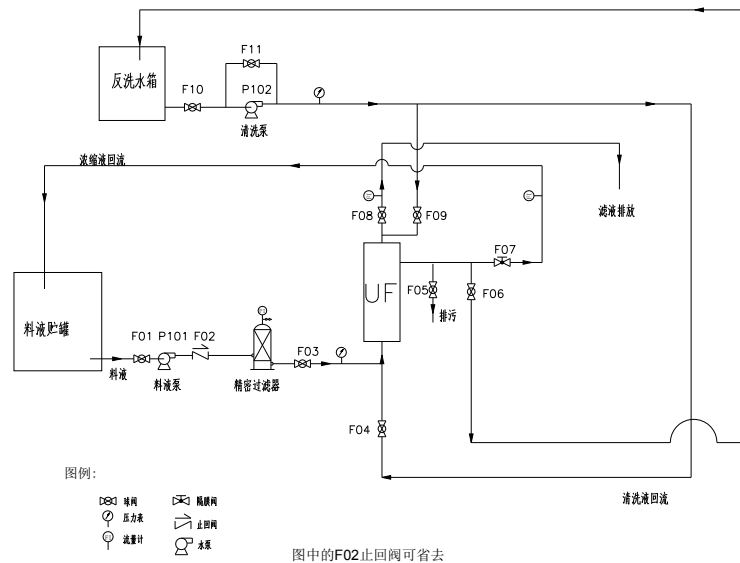 F11
反洗水箱
F10
P102
清洗泵
浓缩液回流
F08
F09
滤液排放
F07
UF
F05
F06
排污
料液贮罐
F01
P101
F02
F03
料液
料液泵
精密过滤器
F04
图例:
清洗液回流
球阀
隔膜阀
压力表
止回阀
流量计
水泵
图中的F02止回阀可省去